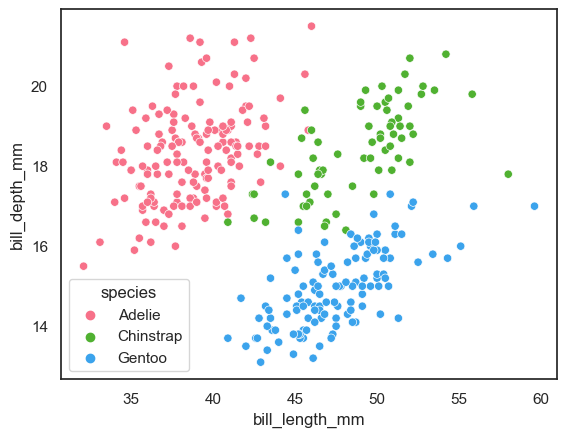 bill_depth_mm
20
18
16
14
species
Adelie
Chinstrap
Gentoo
35 40 45 50 55 60
bill_length_mm